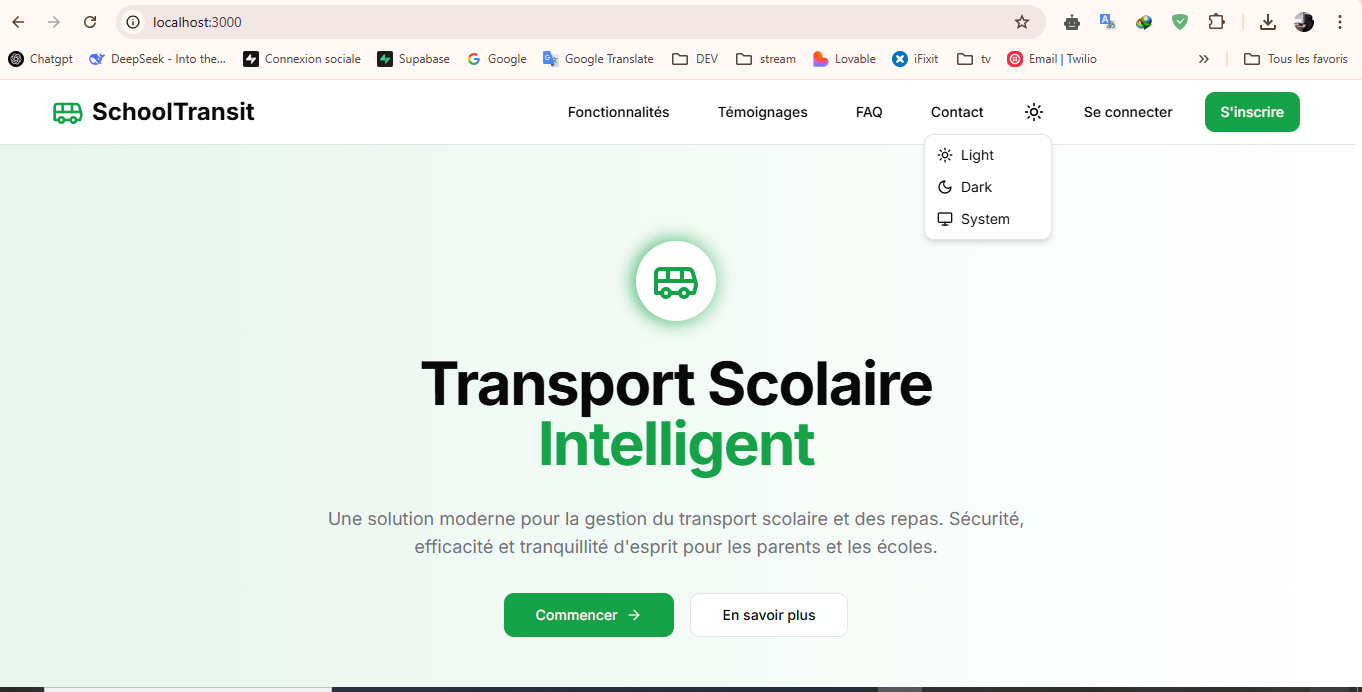 localhost:3000
Chatgpt DeepSeek - Into the... Connexion sociale Supabase Google Google Translate DEV stream Lovable iFixit tv Email | Twilio » Tous les favoris
SchoolTransit Fonctionnalités Témoignages FAQ Contact Se connecter S'inscrire
Light
Dark
System
Transport Scolaire
Intelligent
Une solution moderne pour la gestion du transport scolaire et des repas. Sécurité,
efficacité et tranquillité d'esprit pour les parents et les écoles.
Commencer → En savoir plus